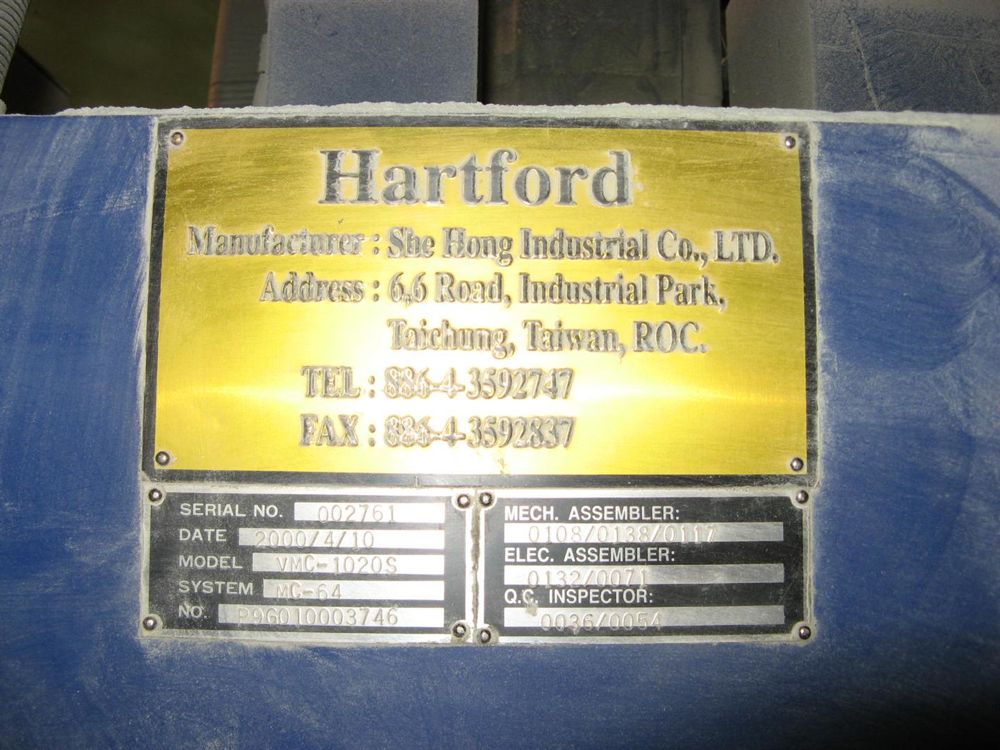 Hartford
Manufacturer : She Hong Industrial Co., LTD.
Address : 6,6 Road, Industrial Park,
Taichung, Taiwan, ROC.
TEL : 886-4-3592747
FAX : 886-4-3592837
SERIAL NO. 002761
DATE 2000/4/10
MODEL VMC-1020S
SYSTEM MC-64
NO. P96010003746
MECH. ASSEMBLER:
0108/0138/0117
ELEC. ASSEMBLER:
0132/0071
Q.C. INSPECTOR:
0036/0054